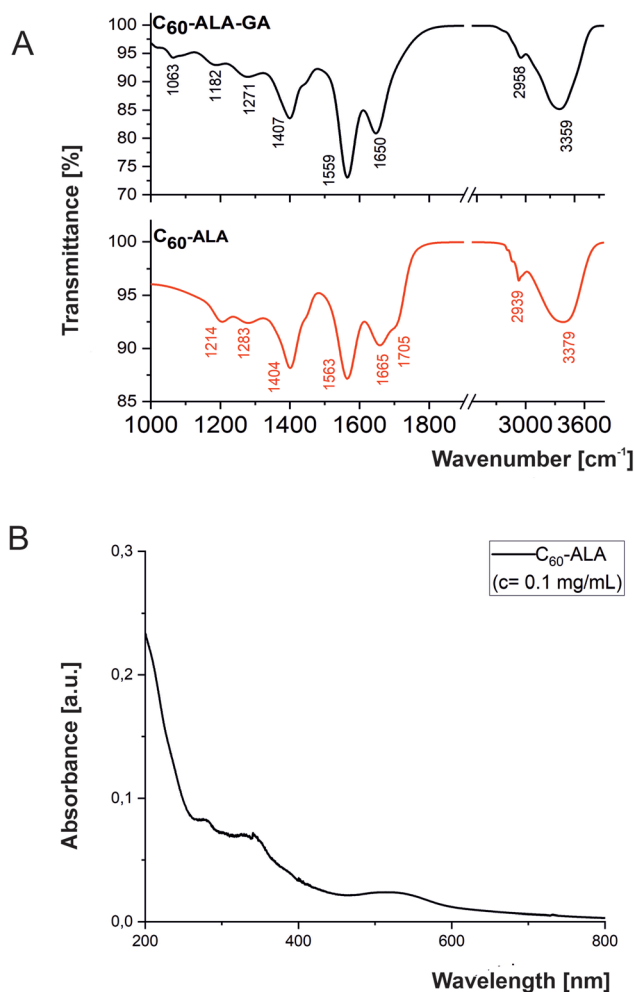 A
C60-ALA-GA
100
95
90
85
80
75
70
1063
1182
1271
1407
1559
1650
2958
3359
Transmittance [%]
C60-ALA
100
95
90
85
1214
1283
1404
1563
1665
1705
2939
3379
1000 1200 1400 1600 1800 3000 3600
Wavenumber [cm-1]
B
0,3
0,2
0,1
0,0
Absorbance [a.u.]
C60-ALA
(c= 0.1 mg/mL)
200 400 600 800
Wavelength [nm]